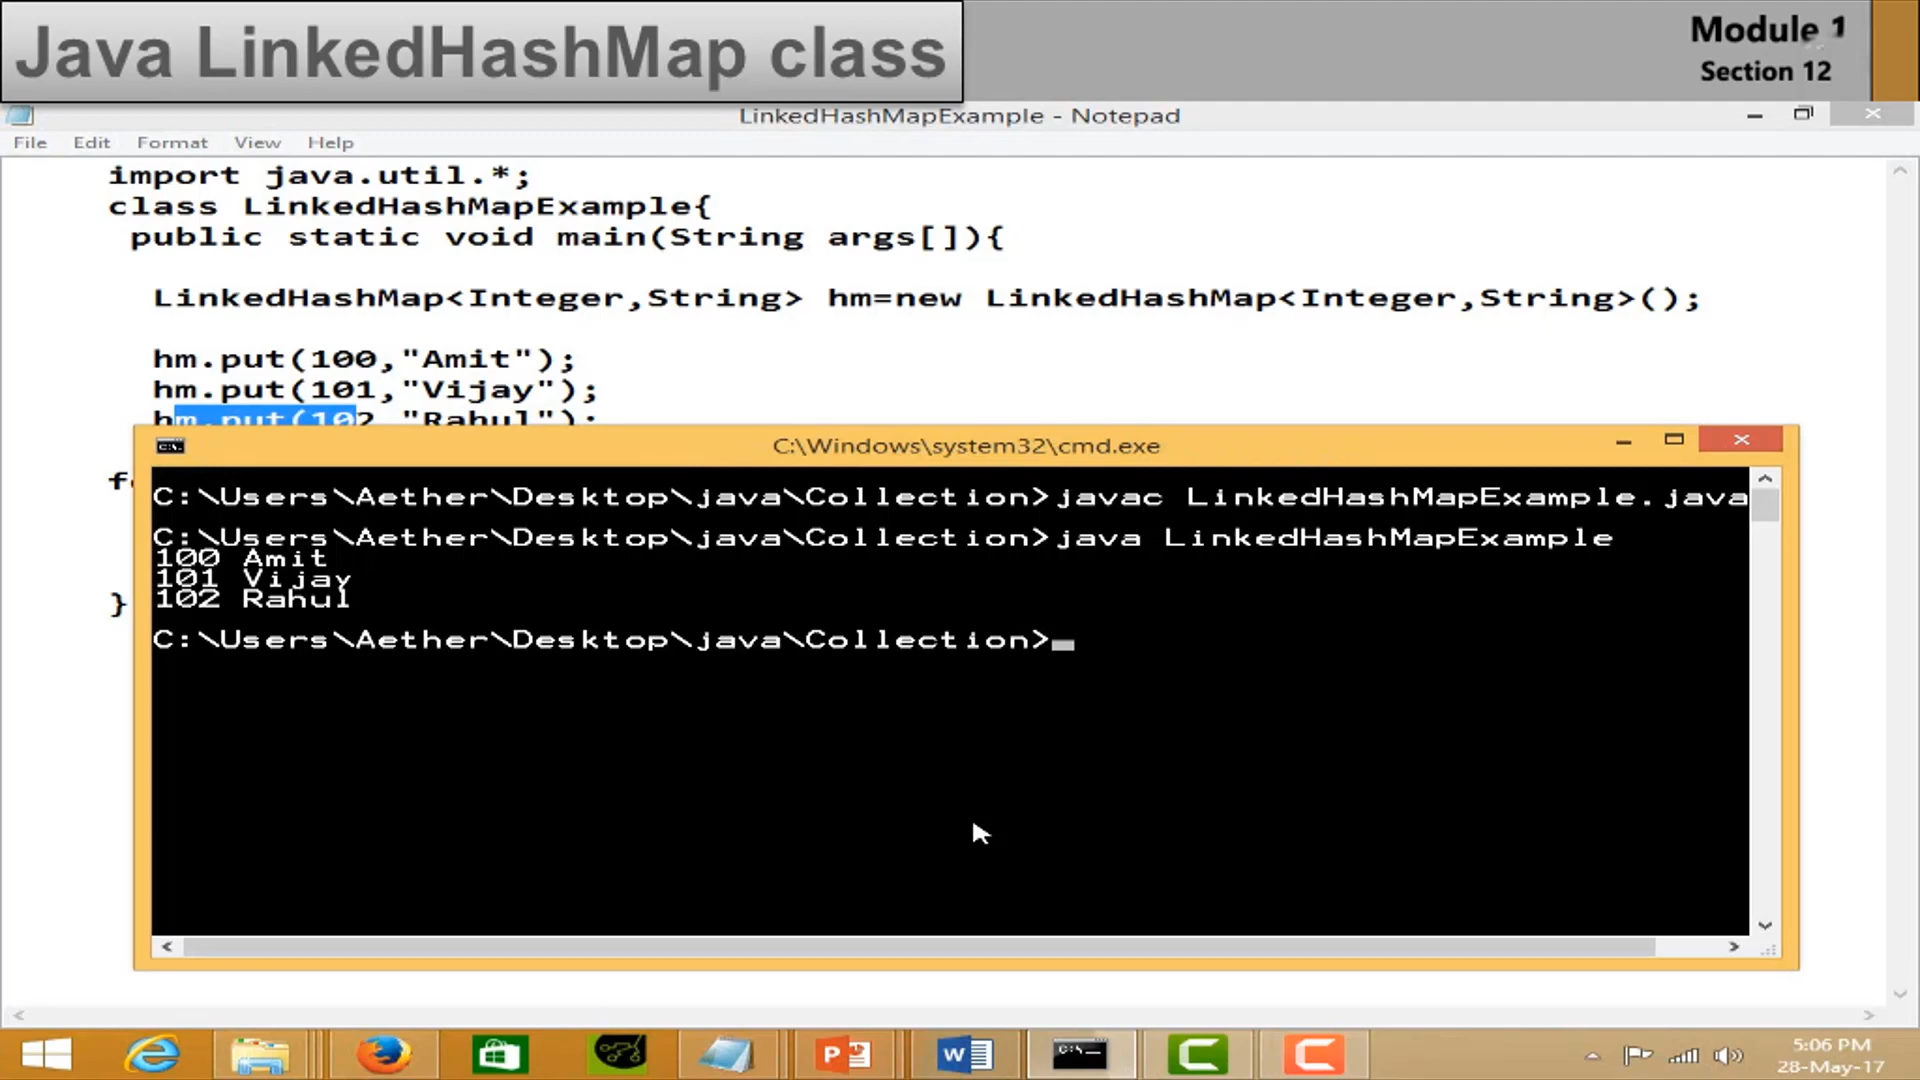 Java LinkedHashMap class
Module 1
Section 12
LinkedHashMapExample - Notepad
File Edit Format View Help
import java.util.*;
class LinkedHashMapExample{
public static void main(String args[]){
LinkedHashMap<Integer,String> hm=new LinkedHashMap<Integer,String>();
hm.put(100,"Amit");
hm.put(101,"Vijay");
hm.put(102,"Rahul");
C:\Windows\system32\cmd.exe
C:\Users\Aether\Desktop\java\Collection>javac LinkedHashMapExample.java
C:\Users\Aether\Desktop\java\Collection>java LinkedHashMapExample
100 Amit
101 Vijay
102 Rahul
C:\Users\Aether\Desktop\java\Collection>
}
5:06 PM
28-May-17